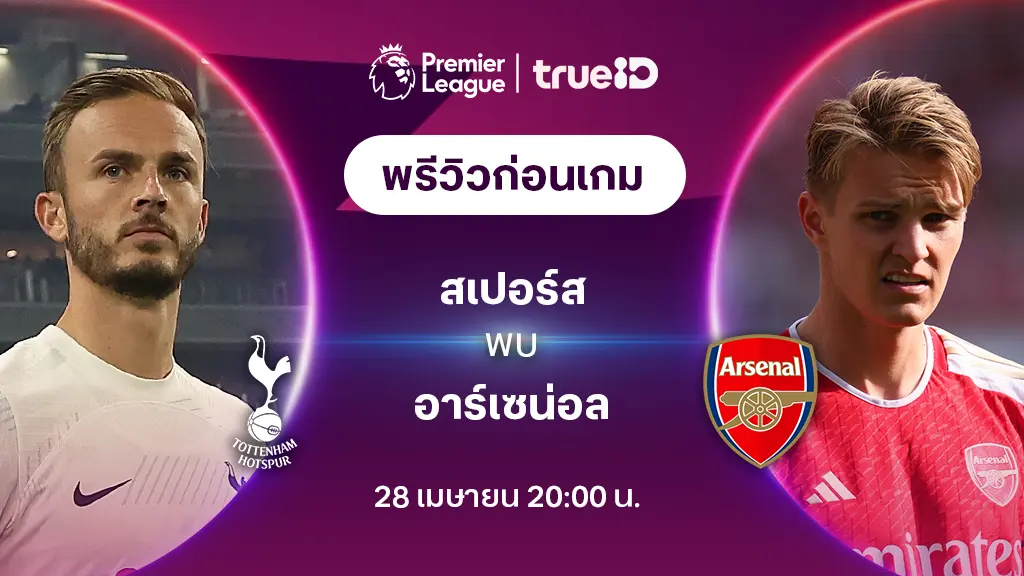 Premier
League
trueID
พรีวิวก่อนเกม
สเปอร์ส
พบ
อาร์เซน่อล
28 เมษายน 20:00 น.
TOTTENHAM
HOTSPUR
Arsenal
Arsenal
mirates